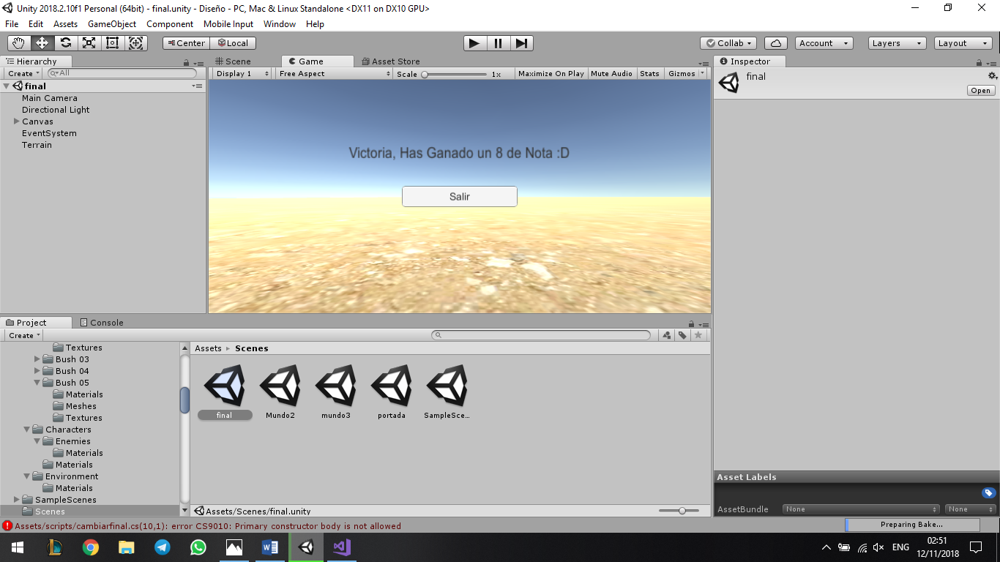 Unity 2018.2.10f1 Personal (64bit) - final.unity - Diseño - PC, Mac & Linux Standalone <DX11 on DX10 GPU>
File Edit Assets GameObject Component Mobile Input Window Help
Center Local Collab Account Layers Layout
Hierarchy Scene Game Asset Store Inspector
Create All Display 1 Free Aspect Scale 1x Maximize On Play Mute Audio Stats Gizmos
final
Open
final
Main Camera
Directional Light
Canvas
EventSystem
Terrain
Victoria, Has Ganado un 8 de Nota :D
Salir
Project Console
Create
Textures
Bush 03
Bush 04
Bush 05
Materials
Meshes
Textures
Characters
Enemies
Materials
Materials
Environment
Materials
SampleScenes
Scenes
Assets Scenes
final Mundo2 mundo3 portada SampleSce...
Assets/Scenes/final.unity
Asset Labels
AssetBundle None None
Assets/scripts/cambiarfinal.cs(10,1): error CS9010: Primary constructor body is not allowed
Preparing Bake...
ENG
02:51
12/11/2018